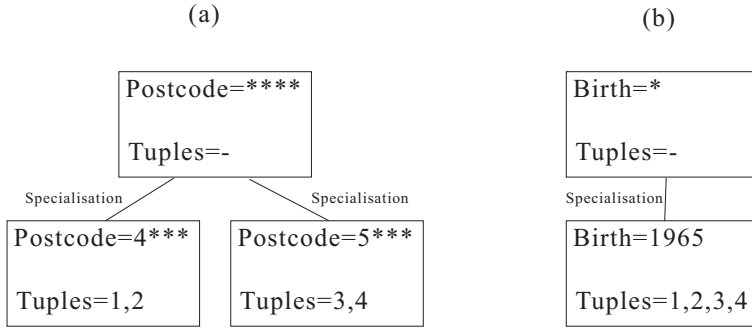 (a)
Postcode=****
Tuples=-
Specialisation
Specialisation
Postcode=4***
Tuples=1,2
Postcode=5***
Tuples=3,4
(b)
Birth=*
Tuples=-
Specialisation
Birth=1965
Tuples=1,2,3,4